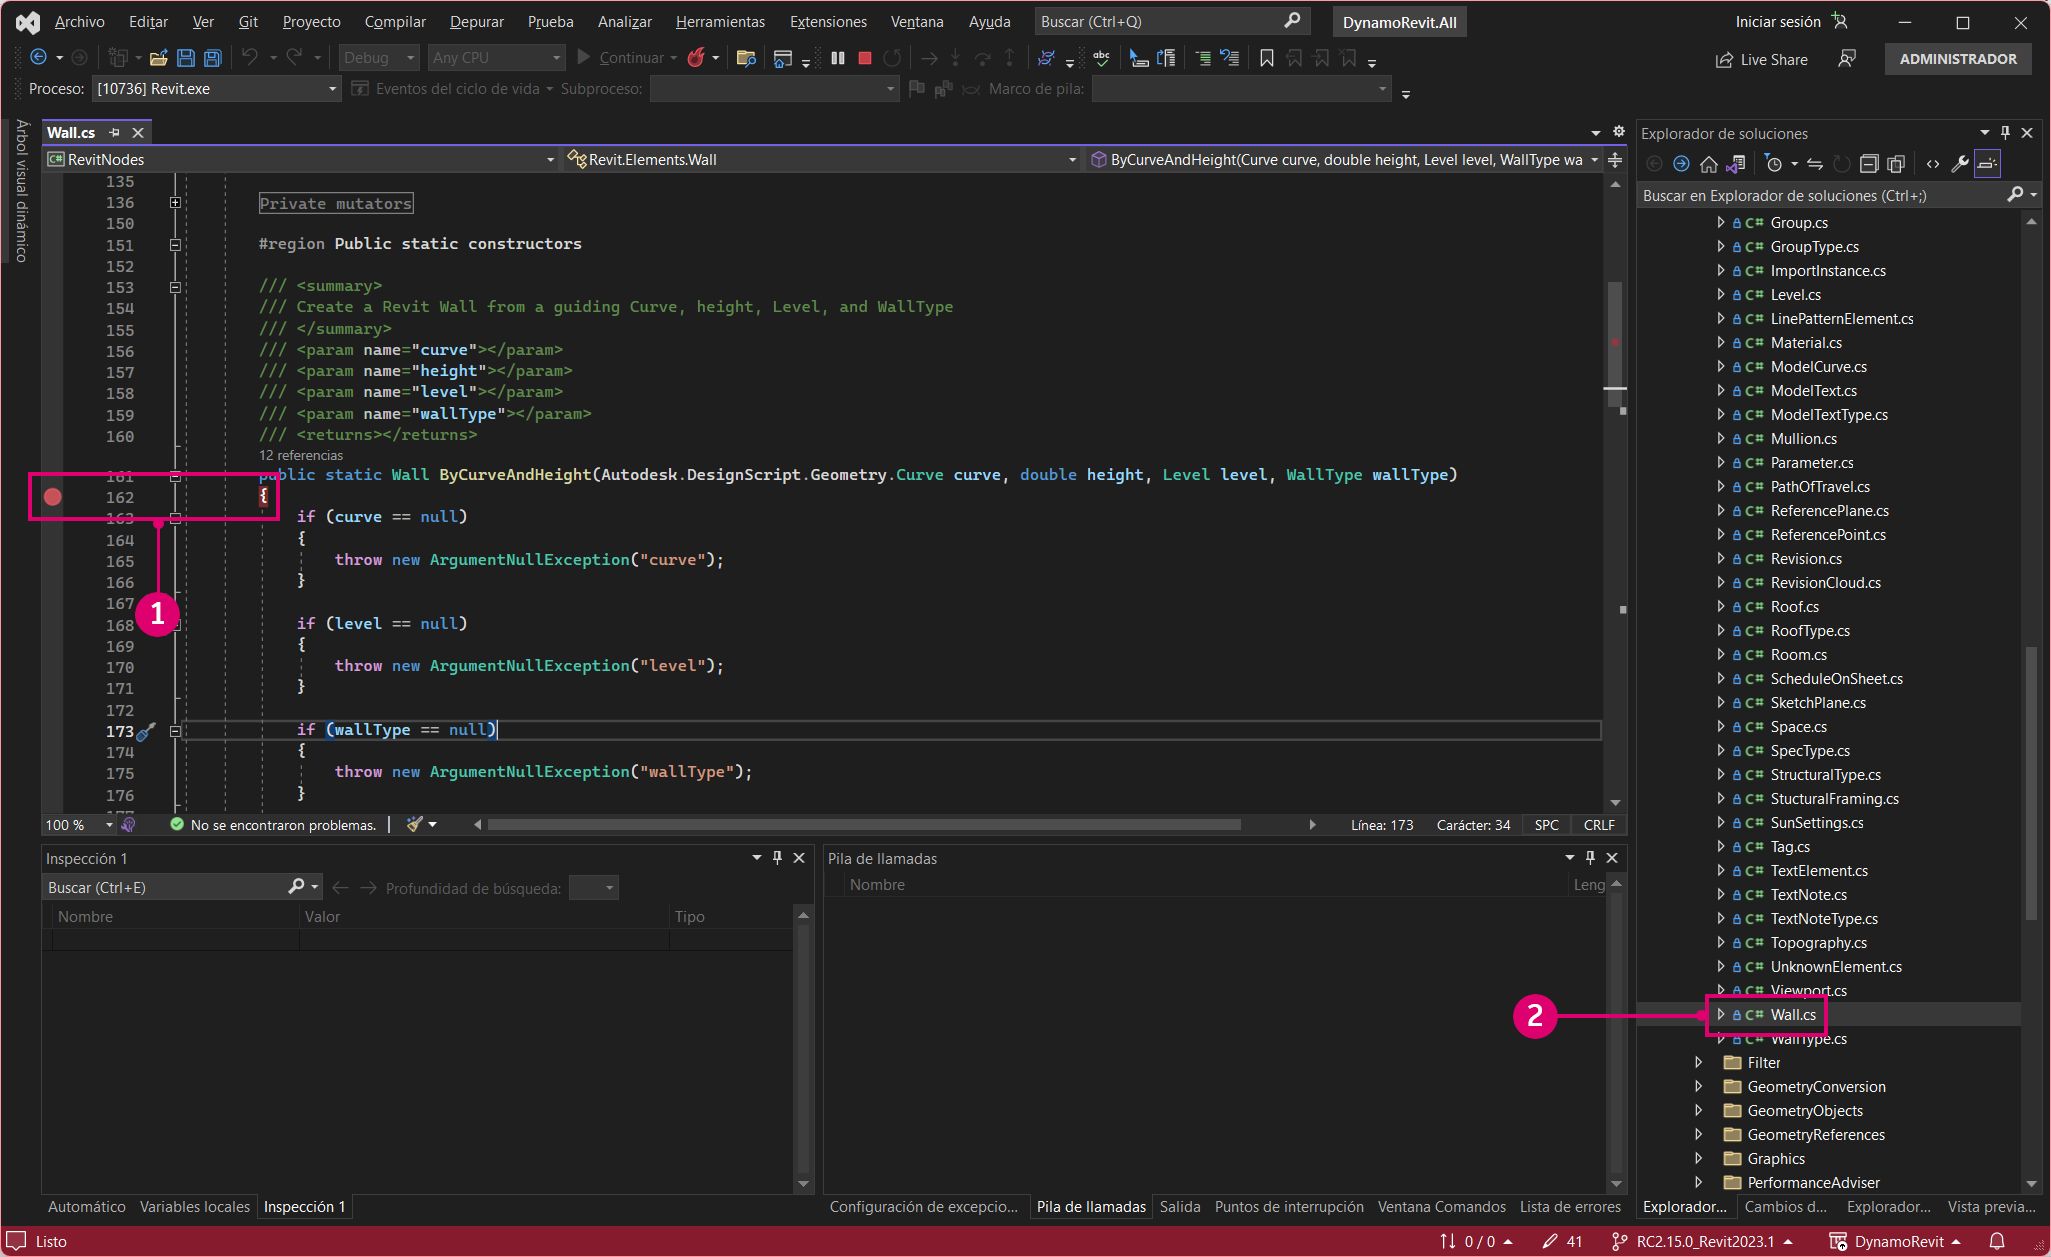 Archivo Editar Ver Git Proyecto Compilar Depurar Prueba Analizar Herramientas Extensiones Ventana Ayuda Buscar (Ctrl+Q) DynamoRevit.All Iniciar sesión
Debug Any CPU Continuar abc Live Share ADMINISTRADOR
Proceso: [10736] Revit.exe Eventos del ciclo de vida Subproceso: Marco de pila:
Árbol visual dinámico
Wall.cs
C# RevitNodes Revit.Elements.Wall ByCurveAndHeight(Curve curve, double height, Level level, WallType wa
135
136 Private mutators
150
151 #region Public static constructors
152
153 /// <summary>
154 /// Create a Revit Wall from a guiding Curve, height, Level, and WallType
155 /// </summary>
156 /// <param name="curve"></param>
157 /// <param name="height"></param>
158 /// <param name="level"></param>
159 /// <param name="wallType"></param>
160 /// <returns></returns>
12 referencias
161 public static Wall ByCurveAndHeight(Autodesk.DesignScript.Geometry.Curve curve, double height, Level level, WallType wallType)
162 {
163 if (curve == null)
164 {
165 throw new ArgumentNullException("curve");
166 }
167
1
168 if (level == null)
169 {
170 throw new ArgumentNullException("level");
171 }
172
173 if (wallType == null)
174 {
175 throw new ArgumentNullException("wallType");
176 }
177
100 % No se encontraron problemas. Línea: 173 Carácter: 34 SPC CRLF
Inspección 1
Buscar (Ctrl+E) Profundidad de búsqueda:
Nombre Valor Tipo
Automático Variables locales Inspección 1
Pila de llamadas
Nombre Leng
Configuración de excepcio... Pila de llamadas Salida Puntos de interrupción Ventana Comandos Lista de errores
Explorador de soluciones
Buscar en Explorador de soluciones (Ctrl+;)
C# Group.cs
C# GroupType.cs
C# ImportInstance.cs
C# Level.cs
C# LinePatternElement.cs
C# Material.cs
C# ModelCurve.cs
C# ModelText.cs
C# ModelTextType.cs
C# Mullion.cs
C# Parameter.cs
C# PathOfTravel.cs
C# ReferencePlane.cs
C# ReferencePoint.cs
C# Revision.cs
C# RevisionCloud.cs
C# Roof.cs
C# RoofType.cs
C# Room.cs
C# ScheduleOnSheet.cs
C# SketchPlane.cs
C# Space.cs
C# SpecType.cs
C# StructuralType.cs
C# StucturalFraming.cs
C# SunSettings.cs
C# Tag.cs
C# TextElement.cs
C# TextNote.cs
C# TextNoteType.cs
C# Topography.cs
C# UnknownElement.cs
C# Viewport.cs
2 C# Wall.cs
C# WallType.cs
Filter
GeometryConversion
GeometryObjects
GeometryReferences
Graphics
PerformanceAdviser
Explorador... Cambios d... Explorador... Vista previa...
Listo 0 / 0 41 RC2.15.0_Revit2023.1 DynamoRevit